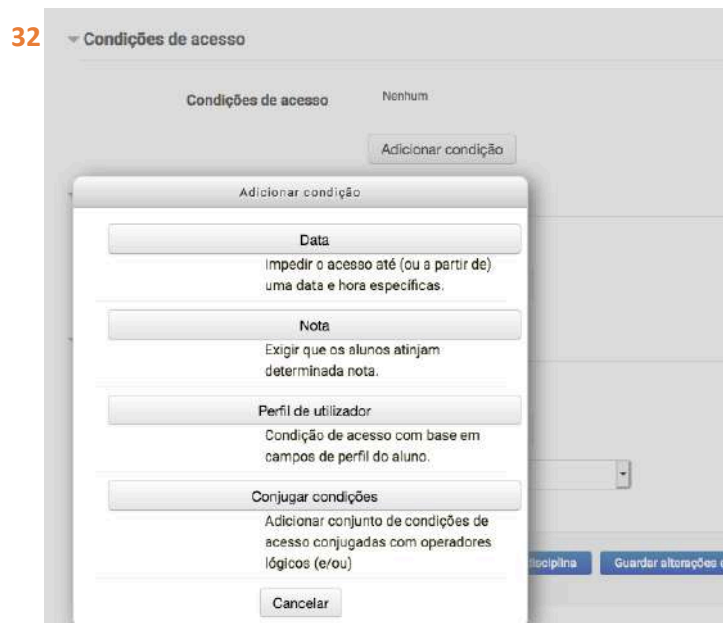 32
Condições de acesso
Condições de acesso Nenhum
Adicionar condição
Adicionar condição
Data
Impedir o acesso até (ou a partir de)
uma data e hora específicas.
Nota
Exigir que os alunos atinjam
determinada nota.
Perfil de utilizador
Condição de acesso com base em
campos de perfil do aluno.
Conjugar condições
Adicionar conjunto de condições de
acesso conjugadas com operadores
lógicos (e/ou)
disciplina Guardar alterações e
Cancelar